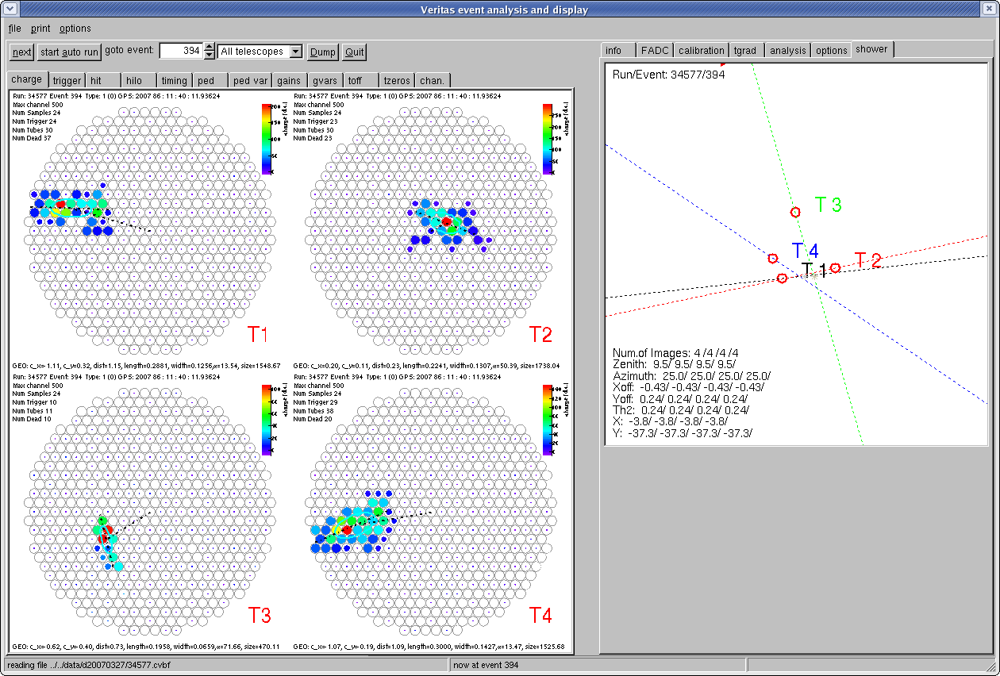 Veritas event analysis and display
file print options
next start auto run goto event: 394 All telescopes Dump Quit
charge trigger hit hilo timing ped ped var gains gvars toff tzeros chan.
Run: 34577 Event: 394 Type: 1 (0) GPS: 2007 86 : 11 : 40 : 11.93624
Max channel 500
Num Samples 24
Num Trigger 24
Num Tubes 30
Num Dead 37
200
150
100
50
charge [d.c.]
T1
GEO: c_x=-1.11, c_y=0.32, dist=1.15, length=0.2881, width=0.1256,α=13.54, size=1548.67
Run: 34577 Event: 394 Type: 1 (0) GPS: 2007 86 : 11 : 40 : 11.93624
Max channel 500
Num Samples 24
Num Trigger 23
Num Tubes 30
Num Dead 23
250
200
150
100
50
charge [d.c.]
T2
GEO: c_x=0.20, c_y=0.11, dist=0.23, length=0.2241, width=0.1307,α=50.39, size=1738.04
Run: 34577 Event: 394 Type: 1 (0) GPS: 2007 86 : 11 : 40 : 11.93624
Max channel 500
Num Samples 24
Num Trigger 10
Num Tubes 11
Num Dead 10
charge [d.c.]
T3
GEO: c_x=-0.62, c_y=-0.40, dist=0.73, length=0.1958, width=0.0659,α=71.66, size=470.11
Run: 34577 Event: 394 Type: 1 (0) GPS: 2007 86 : 11 : 40 : 11.93624
Max channel 500
Num Samples 24
Num Trigger 29
Num Tubes 38
Num Dead 20
charge [d.c.]
T4
GEO: c_x=-1.07, c_y=-0.19, dist=1.09, length=0.3000, width=0.1427,α=13.47, size=1525.68
info FADC calibration tgrad analysis options shower
Run/Event: 34577/394
T 3
T 4
T 2
T 1
Num.of Images: 4 /4 /4 /4
Zenith: 9.5/ 9.5/ 9.5/ 9.5/
Azimuth: 25.0/ 25.0/ 25.0/ 25.0/
Xoff: -0.43/ -0.43/ -0.43/ -0.43/
Yoff: 0.24/ 0.24/ 0.24/ 0.24/
Th2: 0.24/ 0.24/ 0.24/ 0.24/
X: -3.8/ -3.8/ -3.8/ -3.8/
Y: -37.3/ -37.3/ -37.3/ -37.3/
reading file ../../data/d20070327/34577.cvbf
now at event 394